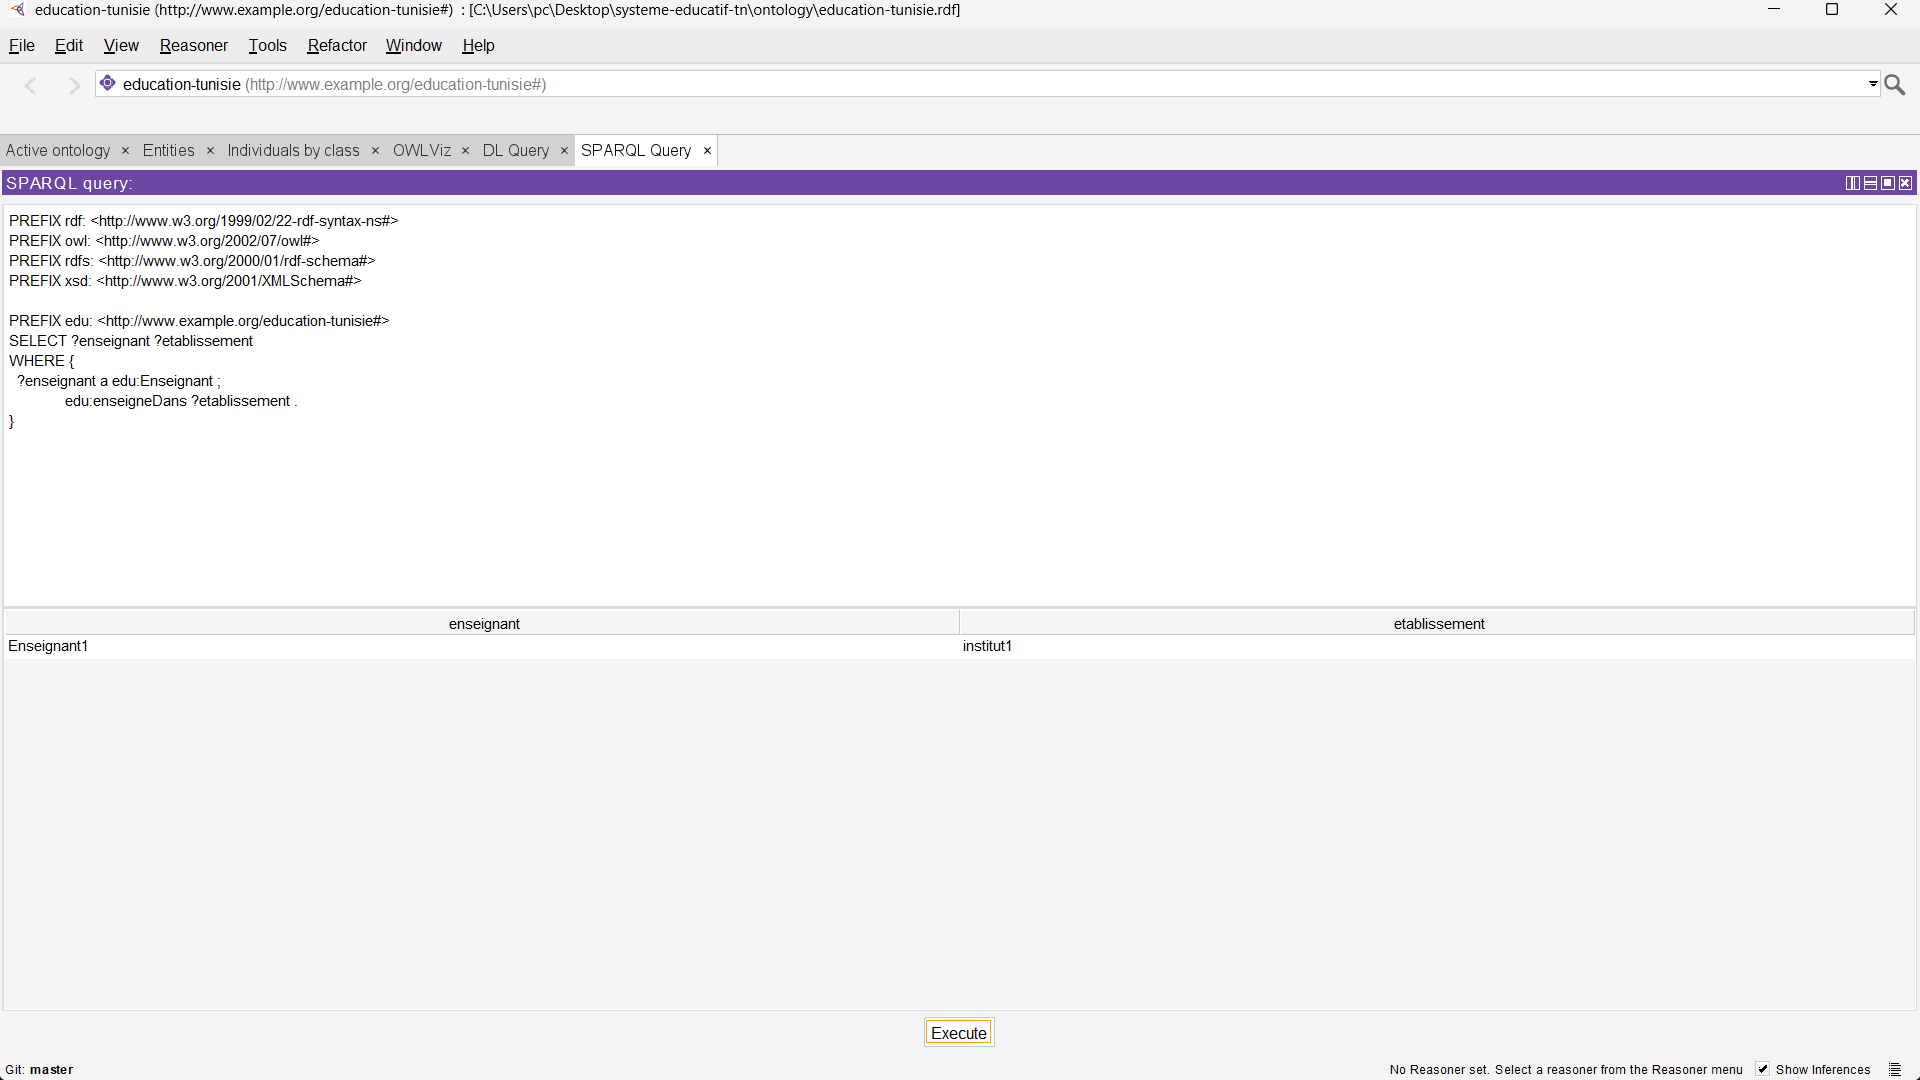 education-tunisie (http://www.example.org/education-tunisie#) : [C:\Users\pc\Desktop\systeme-educatif-tn\ontology\education-tunisie.rdf]
File Edit View Reasoner Tools Refactor Window Help
education-tunisie (http://www.example.org/education-tunisie#)
Active ontology × Entities × Individuals by class × OWLViz × DL Query × SPARQL Query ×
SPARQL query:
PREFIX rdf: <http://www.w3.org/1999/02/22-rdf-syntax-ns#>
PREFIX owl: <http://www.w3.org/2002/07/owl#>
PREFIX rdfs: <http://www.w3.org/2000/01/rdf-schema#>
PREFIX xsd: <http://www.w3.org/2001/XMLSchema#>
PREFIX edu: <http://www.example.org/education-tunisie#>
SELECT ?enseignant ?etablissement
WHERE {
?enseignant a edu:Enseignant ;
edu:enseigneDans ?etablissement .
}
enseignant etablissement
Enseignant1 institut1
Execute
Git: master No Reasoner set. Select a reasoner from the Reasoner menu Show Inferences